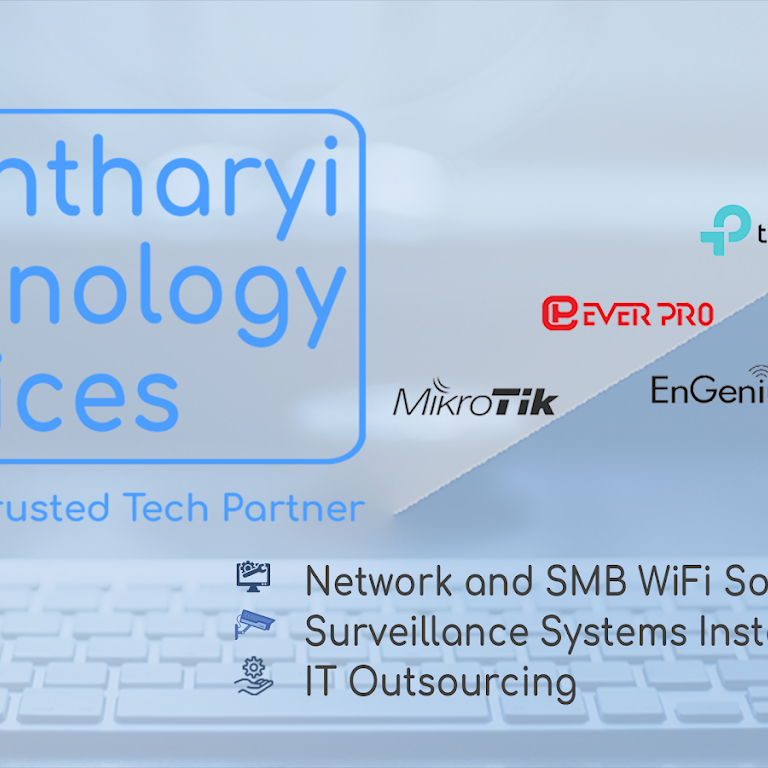 ntharyi
nology
ices
rusted Tech Partner
t
EVER PRO
MikroTik
EnGeni
Network and SMB WiFi So
Surveillance Systems Inst
IT Outsourcing